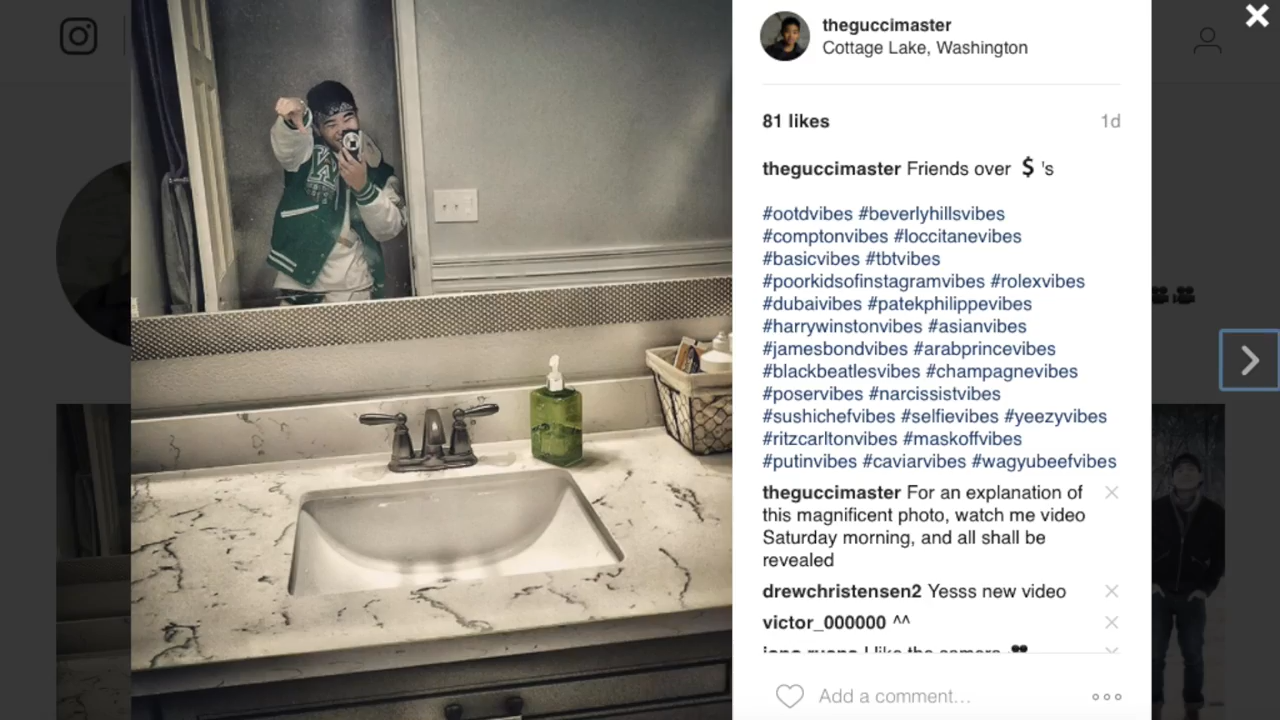 theguccimaster
Cottage Lake, Washington
81 likes
1d
theguccimaster Friends over $ 's
#ootdvibes #beverlyhillsvibes
#comptonvibes #loccitanevibes
#basicvibes #tbtvibes
#poorkidsofinstagramvibes #rolexvibes
#dubaivibes #patekphilippevibes
#harrywinstonvibes #asianvibes
#jamesbondvibes #arabprincevibes
#blackbeatlesvibes #champagnevibes
#poservibes #narcissistvibes
#sushichefvibes #selfievibes #yeezyvibes
#ritzcarltonvibes #maskoffvibes
#putinvibes #caviarvibes #wagyubeefvibes
theguccimaster For an explanation of
this magnificent photo, watch me video
Saturday morning, and all shall be
revealed
drewchristensen2 Yesss new video
victor_000000 ^^
I like the camera
Add a comment…